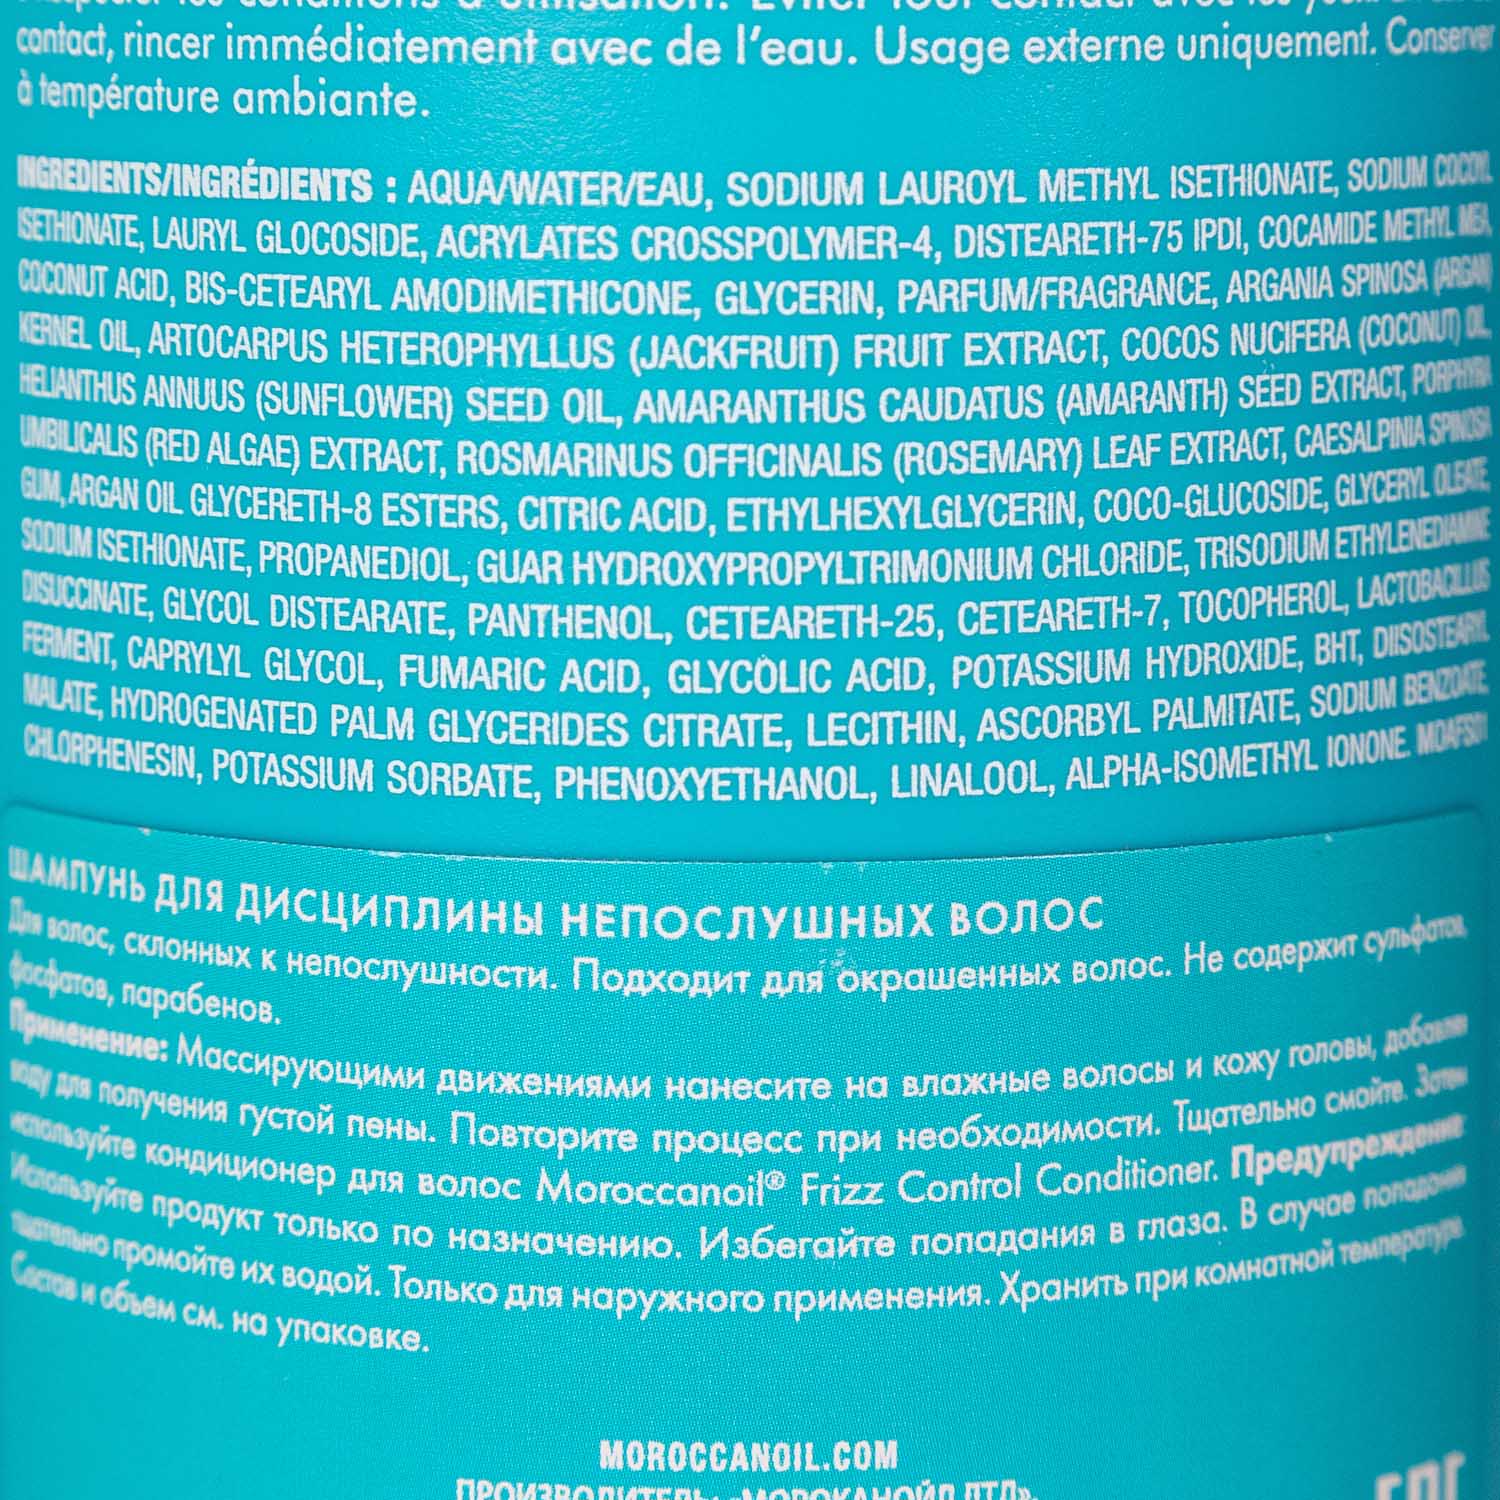 contact, rincer immédiatement avec de l'eau. Usage externe uniquement. Conserver
à température ambiante.
INGREDIENTS/INGRÉDIENTS : AQUA/WATER/EAU, SODIUM LAUROYL METHYL ISETHIONATE, SODIUM COCOYL
ISETHIONATE, LAURYL GLOCOSIDE, ACRYLATES CROSSPOLYMER-4, DISTEARETH-75 IPDI, COCAMIDE METHYL MEA,
COCONUT ACID, BIS-CETEARYL AMODIMETHICONE, GLYCERIN, PARFUM/FRAGRANCE, ARGANIA SPINOSA (ARGAN)
KERNEL OIL, ARTOCARPUS HETEROPHYLLUS (JACKFRUIT) FRUIT EXTRACT, COCOS NUCIFERA (COCONUT) OIL,
HELIANTHUS ANNUUS (SUNFLOWER) SEED OIL, AMARANTHUS CAUDATUS (AMARANTH) SEED EXTRACT, PORPHYRA
UMBILICALIS (RED ALGAE) EXTRACT, ROSMARINUS OFFICINALIS (ROSEMARY) LEAF EXTRACT, CAESALPINIA SPINOSA
GUM, ARGAN OIL GLYCERETH-8 ESTERS, CITRIC ACID, ETHYLHEXYLGLYCERIN, COCO-GLUCOSIDE, GLYCERYL OLEATE,
SODIUM ISETHIONATE, PROPANEDIOL, GUAR HYDROXYPROPYLTRIMONIUM CHLORIDE, TRISODIUM ETHYLENEDIAMINE
DISUCCINATE, GLYCOL DISTEARATE, PANTHENOL, CETEARETH-25, CETEARETH-7, TOCOPHEROL, LACTOBACILLUS
FERMENT, CAPRYLYL GLYCOL, FUMARIC ACID, GLYCOLIC ACID, POTASSIUM HYDROXIDE, BHT, DIISOSTEARYL
MALATE, HYDROGENATED PALM GLYCERIDES CITRATE, LECITHIN, ASCORBYL PALMITATE, SODIUM BENZOATE,
CHLORPHENESIN, POTASSIUM SORBATE, PHENOXYETHANOL, LINALOOL, ALPHA-ISOMETHYL IONONE.
ШАМПУНЬ ДЛЯ ДИСЦИПЛИНЫ НЕПОСЛУШНЫХ ВОЛОС
Для волос, склонных к непослушности. Подходит для окрашенных волос. Не содержит сульфатов,
фосфатов, парабенов.
Применение: Массирующими движениями нанесите на влажные волосы и кожу головы, добавляя
воду для получения густой пены. Повторите процесс при необходимости. Тщательно смойте. Затем
используйте кондиционер для волос Moroccanoil® Frizz Control Conditioner. Предупреждение:
Используйте продукт только по назначению. Избегайте попадания в глаза. В случае попадания
тщательно промойте их водой. Только для наружного применения. Хранить при комнатной температуре.
Состав и объем см. на упаковке.
MOROCCANOIL.COM
ПРОИЗВОДИТЕЛЬ: «МОРОКАНОЙЛ ЛТД».